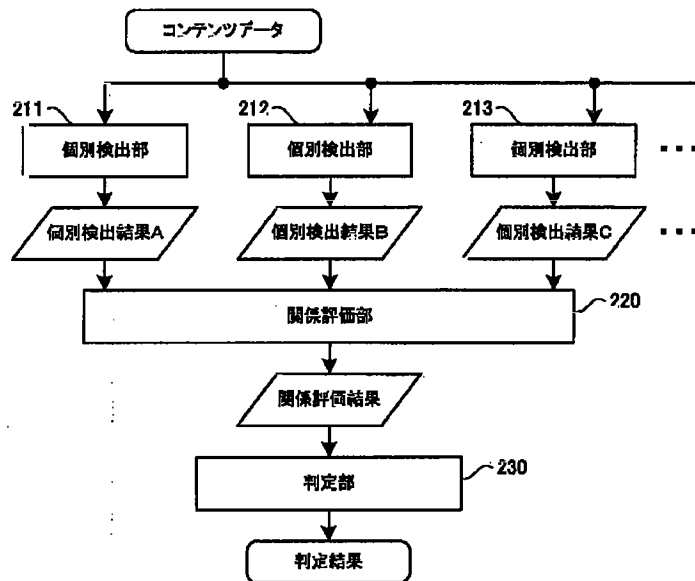 コンテンツデータ
211
212
213
個別検出部
個別検出部
個別検出部
個別検出結果A
個別検出結果B
個別検出結果C
関係評価部
220
関係評価結果
判定部
230
判定結果